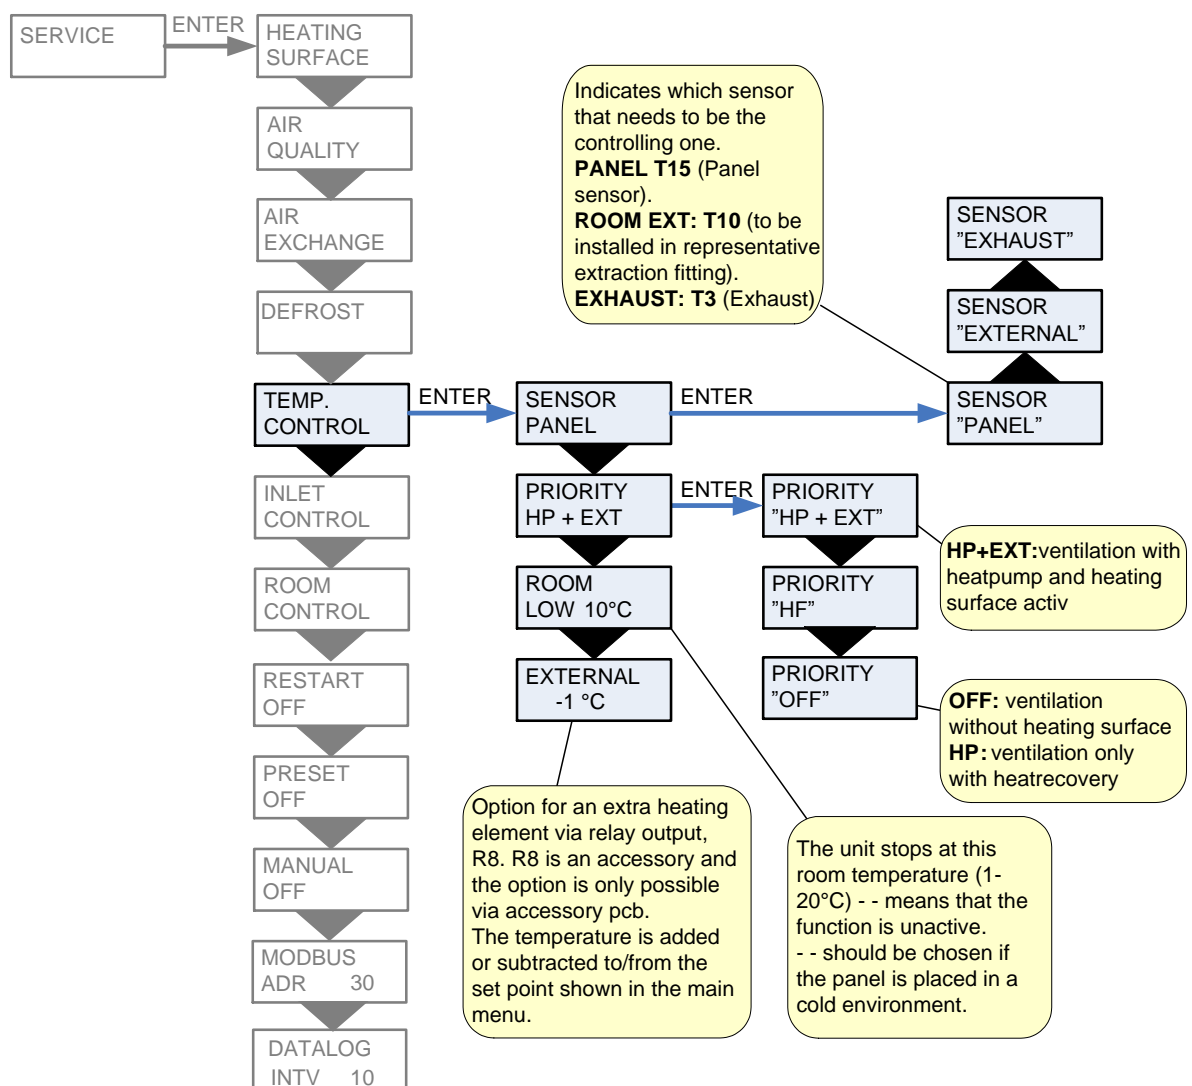 SERVICE
ENTER
HEATING
SURFACE
AIR
QUALITY
AIR
EXCHANGE
DEFROST
TEMP.
CONTROL
INLET
CONTROL
ROOM
CONTROL
RESTART
OFF
PRESET
OFF
MANUAL
OFF
MODBUS
ADR 30
DATALOG
INTV 10
ENTER
SENSOR
PANEL
PRIORITY
HP + EXT
ROOM
LOW 10°C
EXTERNAL
-1 °C
ENTER
SENSOR
"EXHAUST"
SENSOR
"EXTERNAL"
SENSOR
"PANEL"
ENTER
PRIORITY
"HP + EXT"
PRIORITY
"HF"
PRIORITY
"OFF"
Indicates which sensor
that needs to be the
controlling one.
PANEL T15 (Panel
sensor).
ROOM EXT: T10 (to be
installed in representative
extraction fitting).
EXHAUST: T3 (Exhaust)
HP+EXT:ventilation with
heatpump and heating
surface activ
OFF: ventilation
without heating surface
HP: ventilation only
with heatrecovery
Option for an extra heating
element via relay output,
R8. R8 is an accessory and
the option is only possible
via accessory pcb.
The temperature is added
or subtracted to/from the
set point shown in the main
menu.
The unit stops at this
room temperature (1-
20°C) - - means that the
function is unactive.
- - should be chosen if
the panel is placed in a
cold environment.